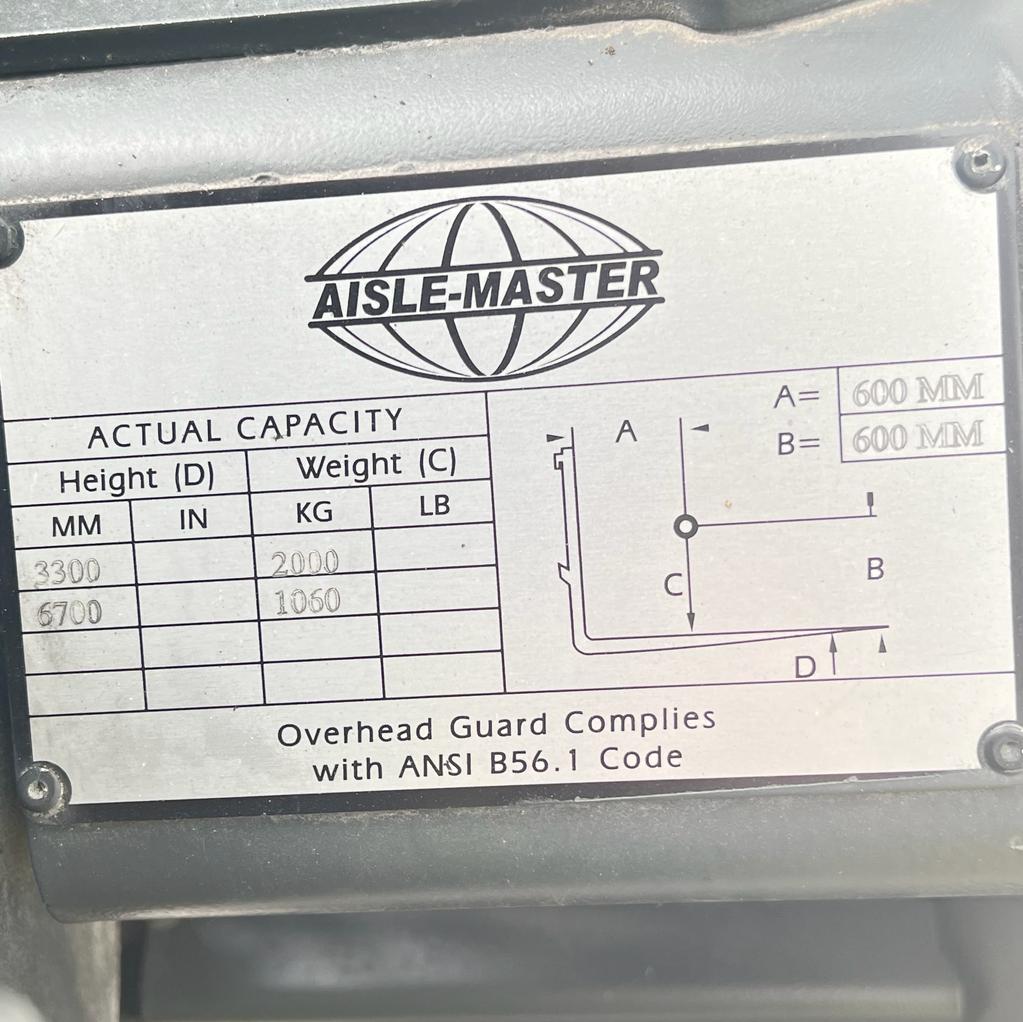 AISLE-MASTER
ACTUAL CAPACITY
Height (D) Weight (C)
MM IN KG LB
3300 2000
6700 1060
A= 600 MM
B= 600 MM
A
C
B
D
Overhead Guard Complies
with ANSI B56.1 Code